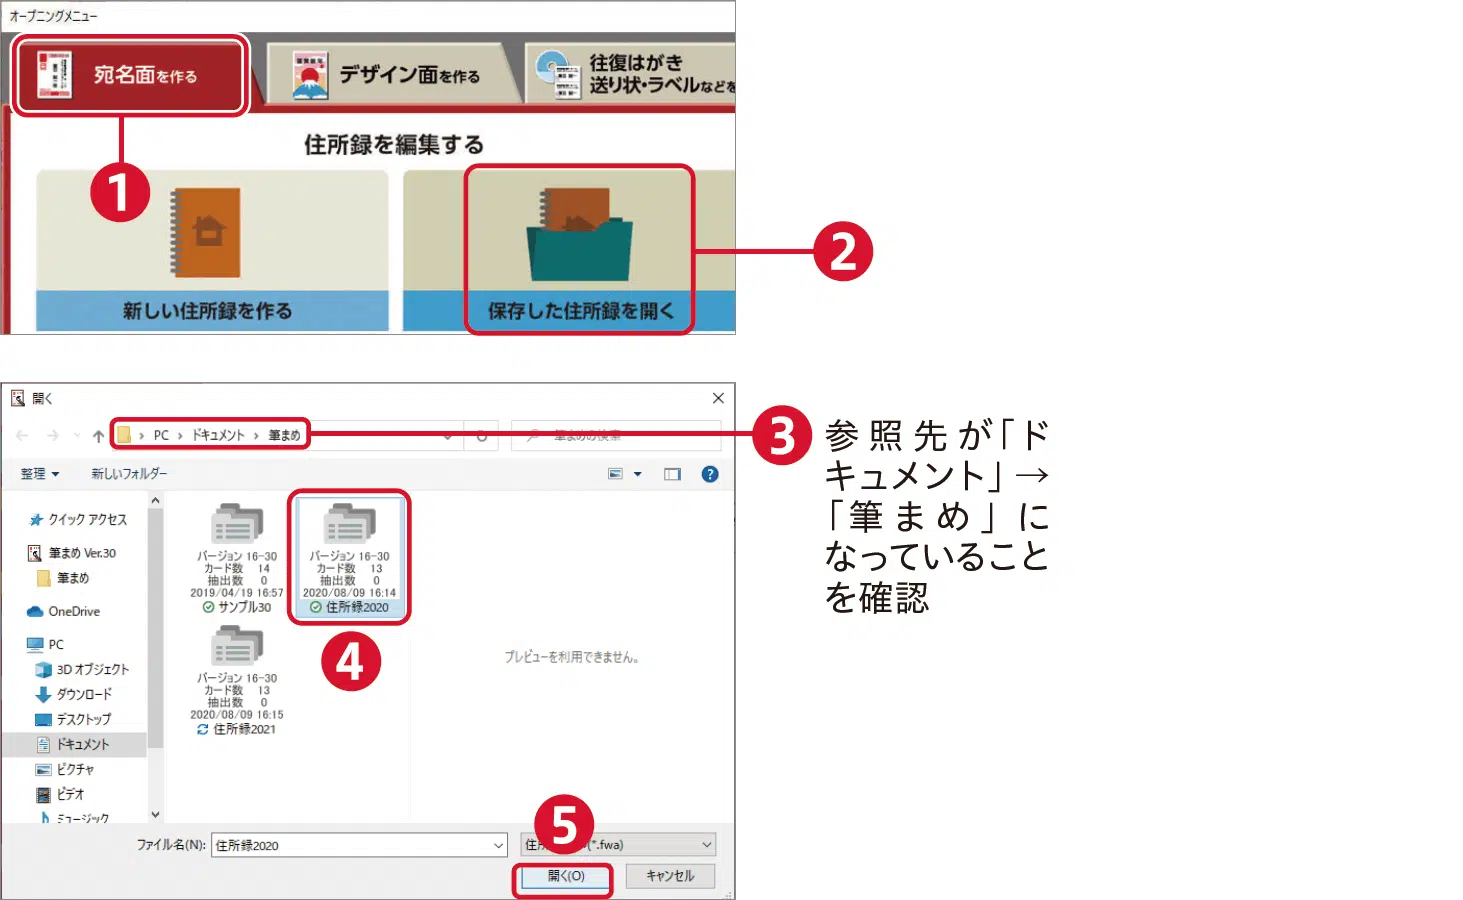 オープニングメニュー
宛名面を作る
デザイン面を作る
往復はがき
送り状・ラベルなどを
1
住所録を編集する
新しい住所録を作る
保存した住所録を開く
2
開く
PC › ドキュメント › 筆まめ
筆まめの検索
3
参照先が「ド
キュメント」→
「筆まめ」に
なっていること
を確認
整理
新しいフォルダー
クイック アクセス
筆まめ Ver.30
筆まめ
OneDrive
PC
3D オブジェクト
ダウンロード
デスクトップ
ドキュメント
ピクチャ
ビデオ
ミュージック
バージョン 16-30
カード数 14
抽出数 0
2019/04/19 16:57
サンプル30
バージョン 16-30
カード数 13
抽出数 0
2020/08/09 16:14
住所録2020
4
バージョン 16-30
カード数 13
抽出数 0
2020/08/09 16:15
住所録2021
プレビューを利用できません。
ファイル名(N):
住所録2020
(*.fwa)
5
開く(O)
キャンセル